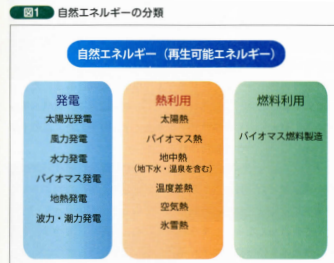 図1 自然エネルギーの分類
自然エネルギー（再生可能エネルギー）
発電
太陽光発電
風力発電
水力発電
バイオマス発電
地熱発電
波力・潮力発電
熱利用
太陽熱
バイオマス熱
地中熱
（地下水・温泉を含む）
温度差熱
空気熱
氷雪熱
燃料利用
バイオマス燃料製造